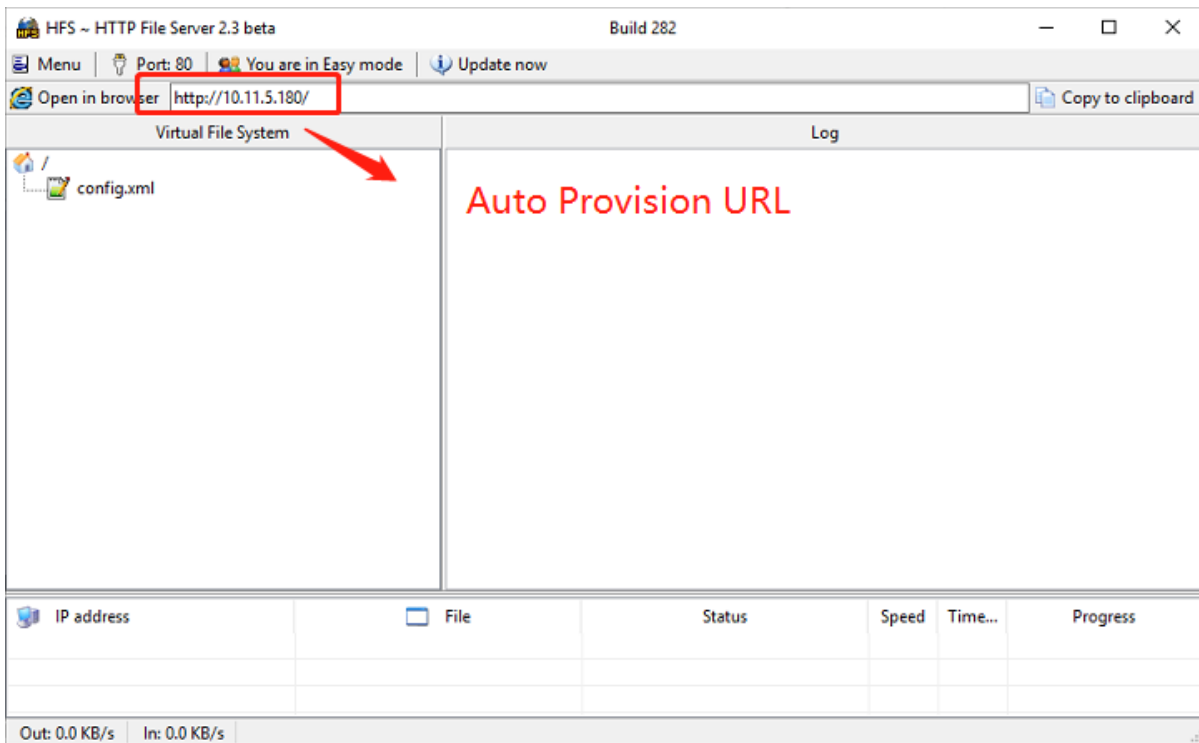 HFS ~ HTTP File Server 2.3 beta Build 282
Menu Port: 80 You are in Easy mode Update now
Open in browser http://10.11.5.180/ Copy to clipboard
Virtual File System Log
/
config.xml
Auto Provision URL
IP address File Status Speed Time... Progress
Out: 0.0 KB/s In: 0.0 KB/s